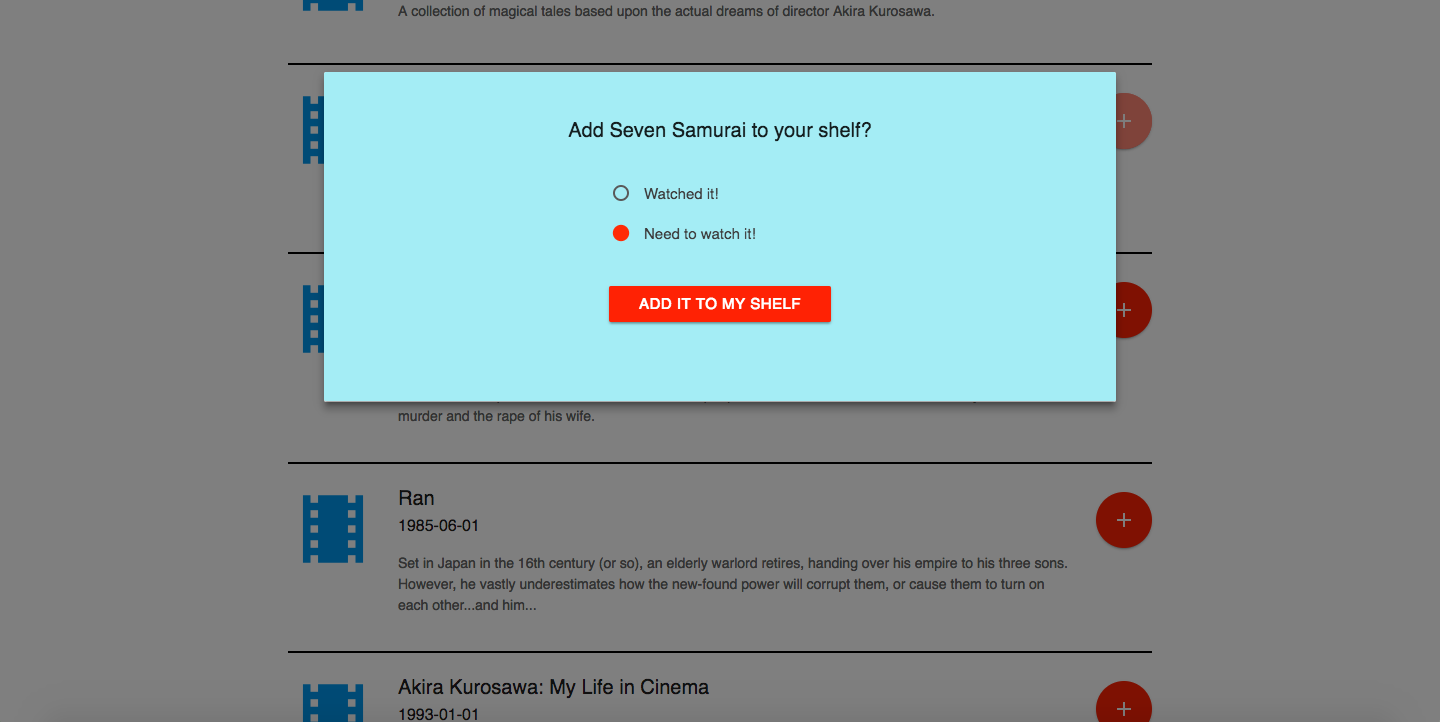 A collection of magical tales based upon the actual dreams of director Akira Kurosawa.
Add Seven Samurai to your shelf?
Watched it!
Need to watch it!
ADD IT TO MY SHELF
murder and the rape of his wife.
Ran
1985-06-01
Set in Japan in the 16th century (or so), an elderly warlord retires, handing over his empire to his three sons.
However, he vastly underestimates how the new-found power will corrupt them, or cause them to turn on
each other...and him...
Akira Kurosawa: My Life in Cinema
1993-01-01